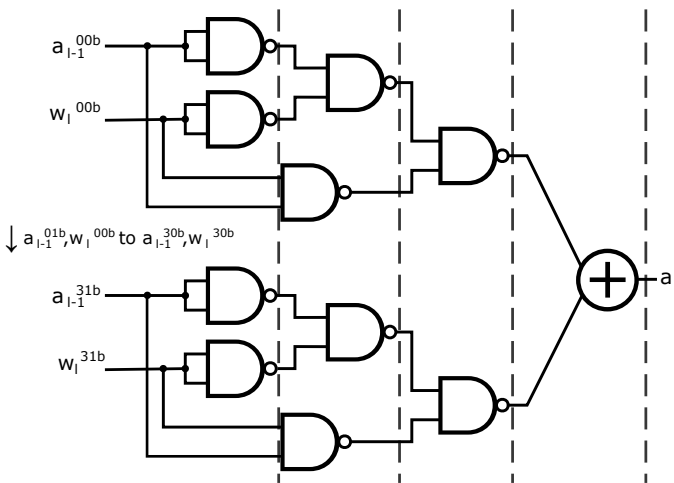 a_{l-1}^{00b}
w_l^{00b}
↓ a_{l-1}^{01b},w_l^{00b} to a_{l-1}^{30b},w_l^{30b}
a_{l-1}^{31b}
w_l^{31b}
a